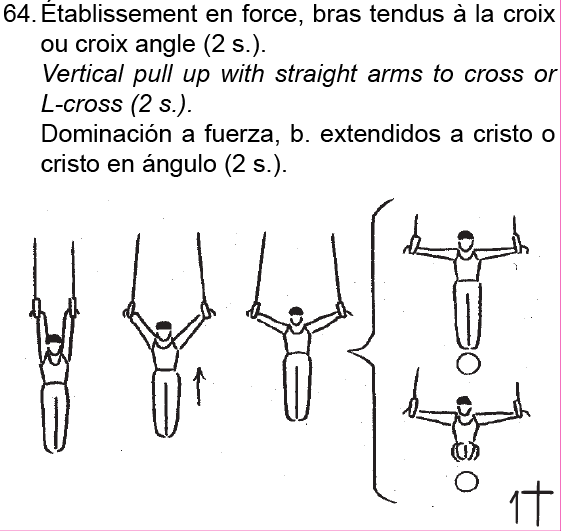 64. Établissement en force, bras tendus à la croix
ou croix angle (2 s.).
Vertical pull up with straight arms to cross or
L-cross (2 s.).
Dominación a fuerza, b. extendidos a cristo o
cristo en ángulo (2 s.).